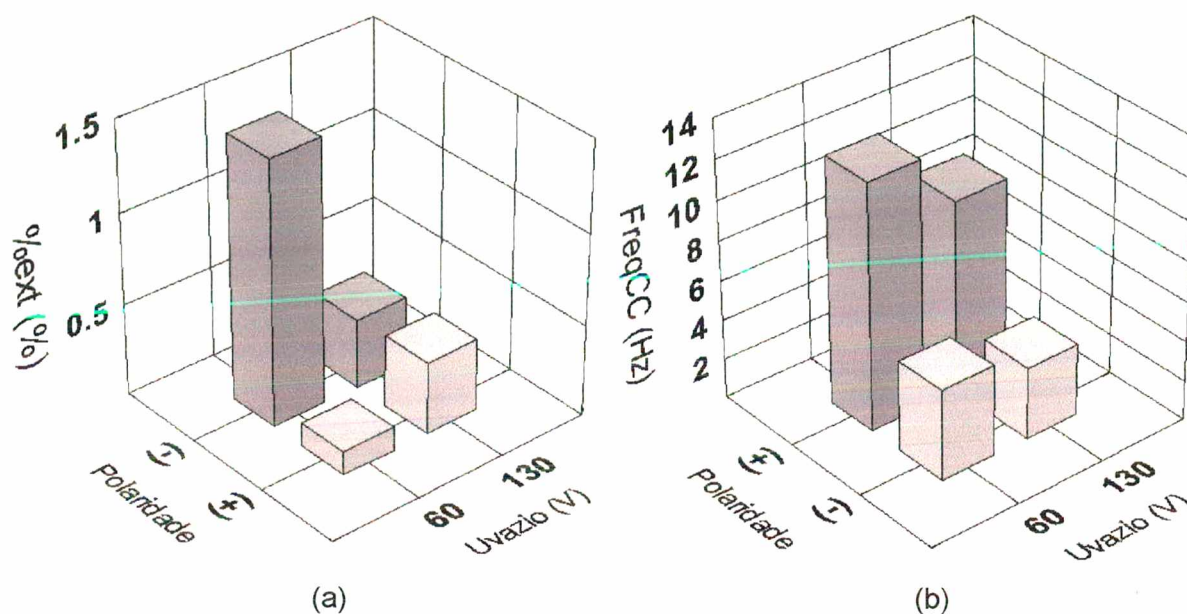 1.5
1
0.5
%ext (%)
(-)
(+)
Polaridade
60
130
Uvazio (V)
(a)
14
12
10
8
6
4
2
FreqCC (Hz)
(+)
(-)
Polaridade
60
130
Uvazio (V)
(b)